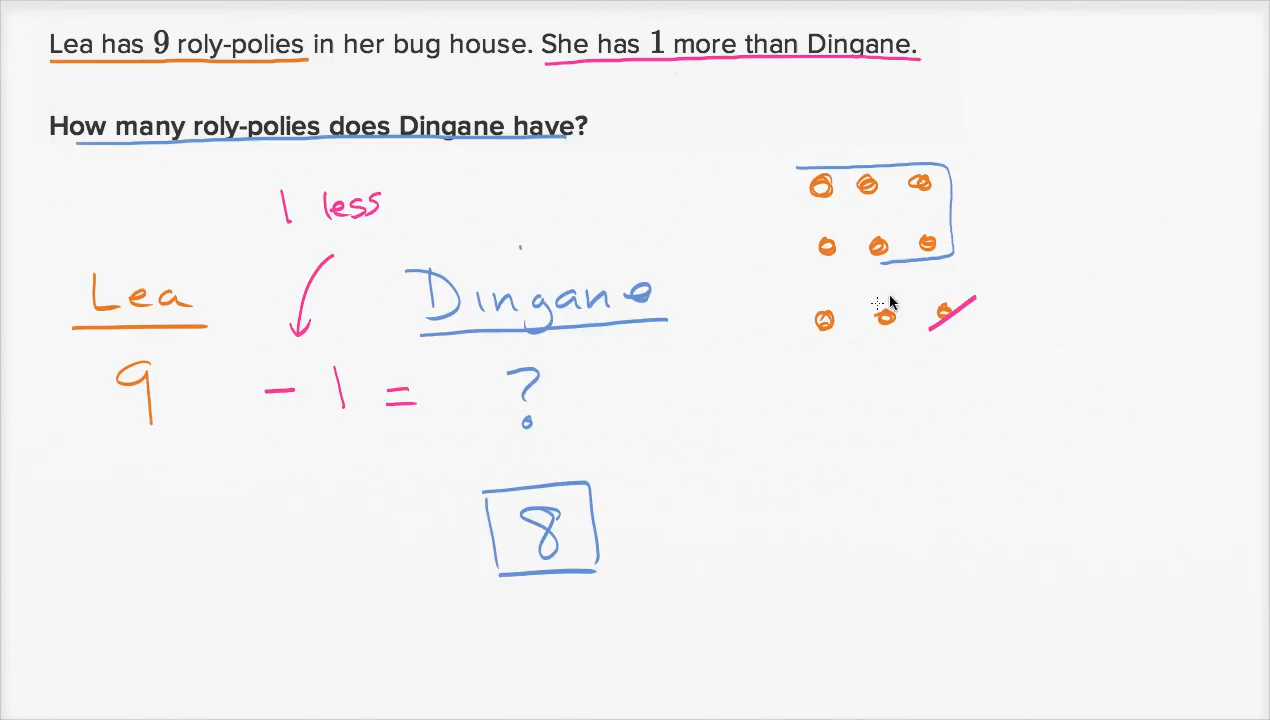 Lea has 9 roly-polies in her bug house. She has 1 more than Dingane.
How many roly-polies does Dingane have?
1 less
Lea Dingane
9 - 1 = ?
8